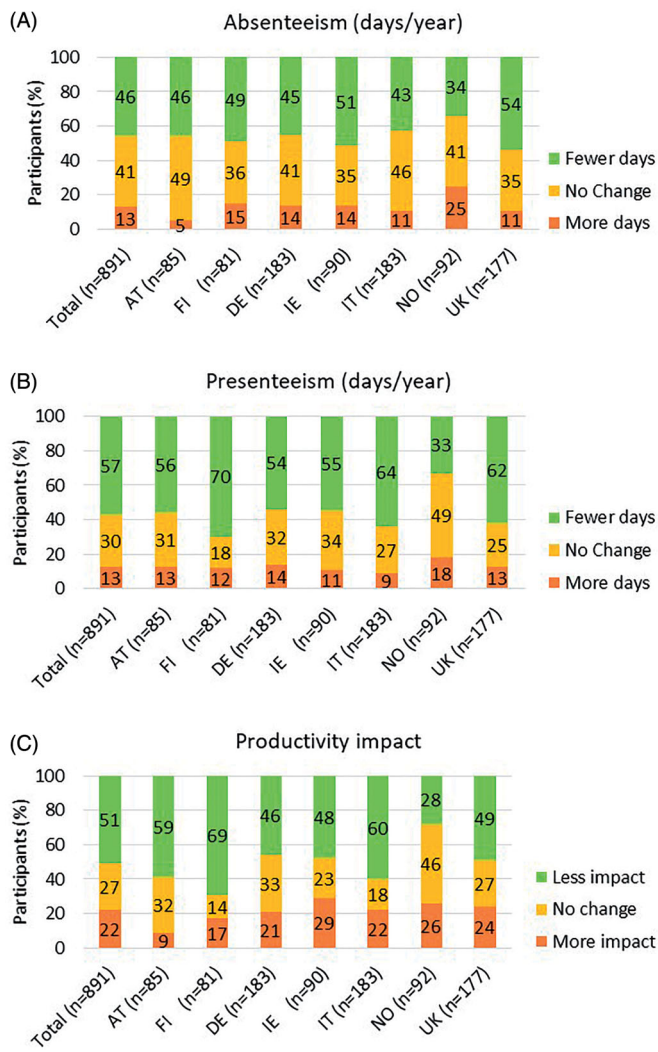 (A)
Absenteeism (days/year)
Participants (%)
100
80
60
40
20
0
46 46 49 45 51 43 34 54
41 49 36 41 35 46 41 35
13 5 15 14 14 11 25 11
Fewer days
No Change
More days
Total (n=891) AT (n=85) FI (n=81) DE (n=183) IE (n=90) IT (n=183) NO (n=92) UK (n=177)
(B)
Presenteeism (days/year)
Participants (%)
100
80
60
40
20
0
57 56 70 54 55 64 33 62
30 31 18 32 34 27 49 25
13 13 12 14 11 9 18 13
Fewer days
No Change
More days
Total (n=891) AT (n=85) FI (n=81) DE (n=183) IE (n=90) IT (n=183) NO (n=92) UK (n=177)
(C)
Productivity impact
Participants (%)
100
80
60
40
20
0
51 59 69 46 48 60 28 49
27 32 14 33 23 18 46 27
22 9 17 21 29 22 26 24
Less impact
No change
More impact
Total (n=891) AT (n=85) FI (n=81) DE (n=183) IE (n=90) IT (n=183) NO (n=92) UK (n=177)